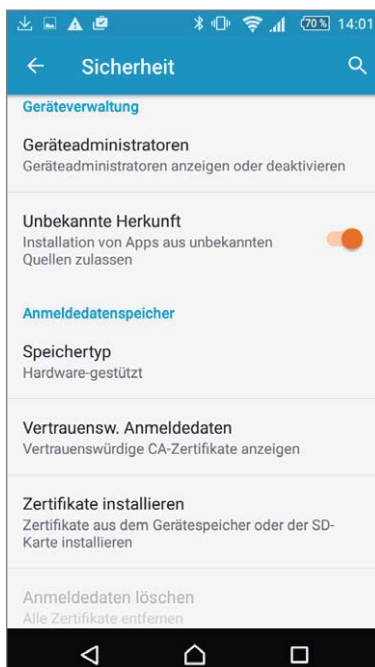 70% 14:01
Sicherheit
Geräteverwaltung
Geräteadministratoren
Geräteadministratoren anzeigen oder deaktivieren
Unbekannte Herkunft
Installation von Apps aus unbekannten
Quellen zulassen
Anmeldedatenspeicher
Speichertyp
Hardware-gestützt
Vertrauensw. Anmeldedaten
Vertrauenswürdige CA-Zertifikate anzeigen
Zertifikate installieren
Zertifikate aus dem Gerätespeicher oder der SD-
Karte installieren
Anmeldedaten löschen
Alle Zertifikate entfernen